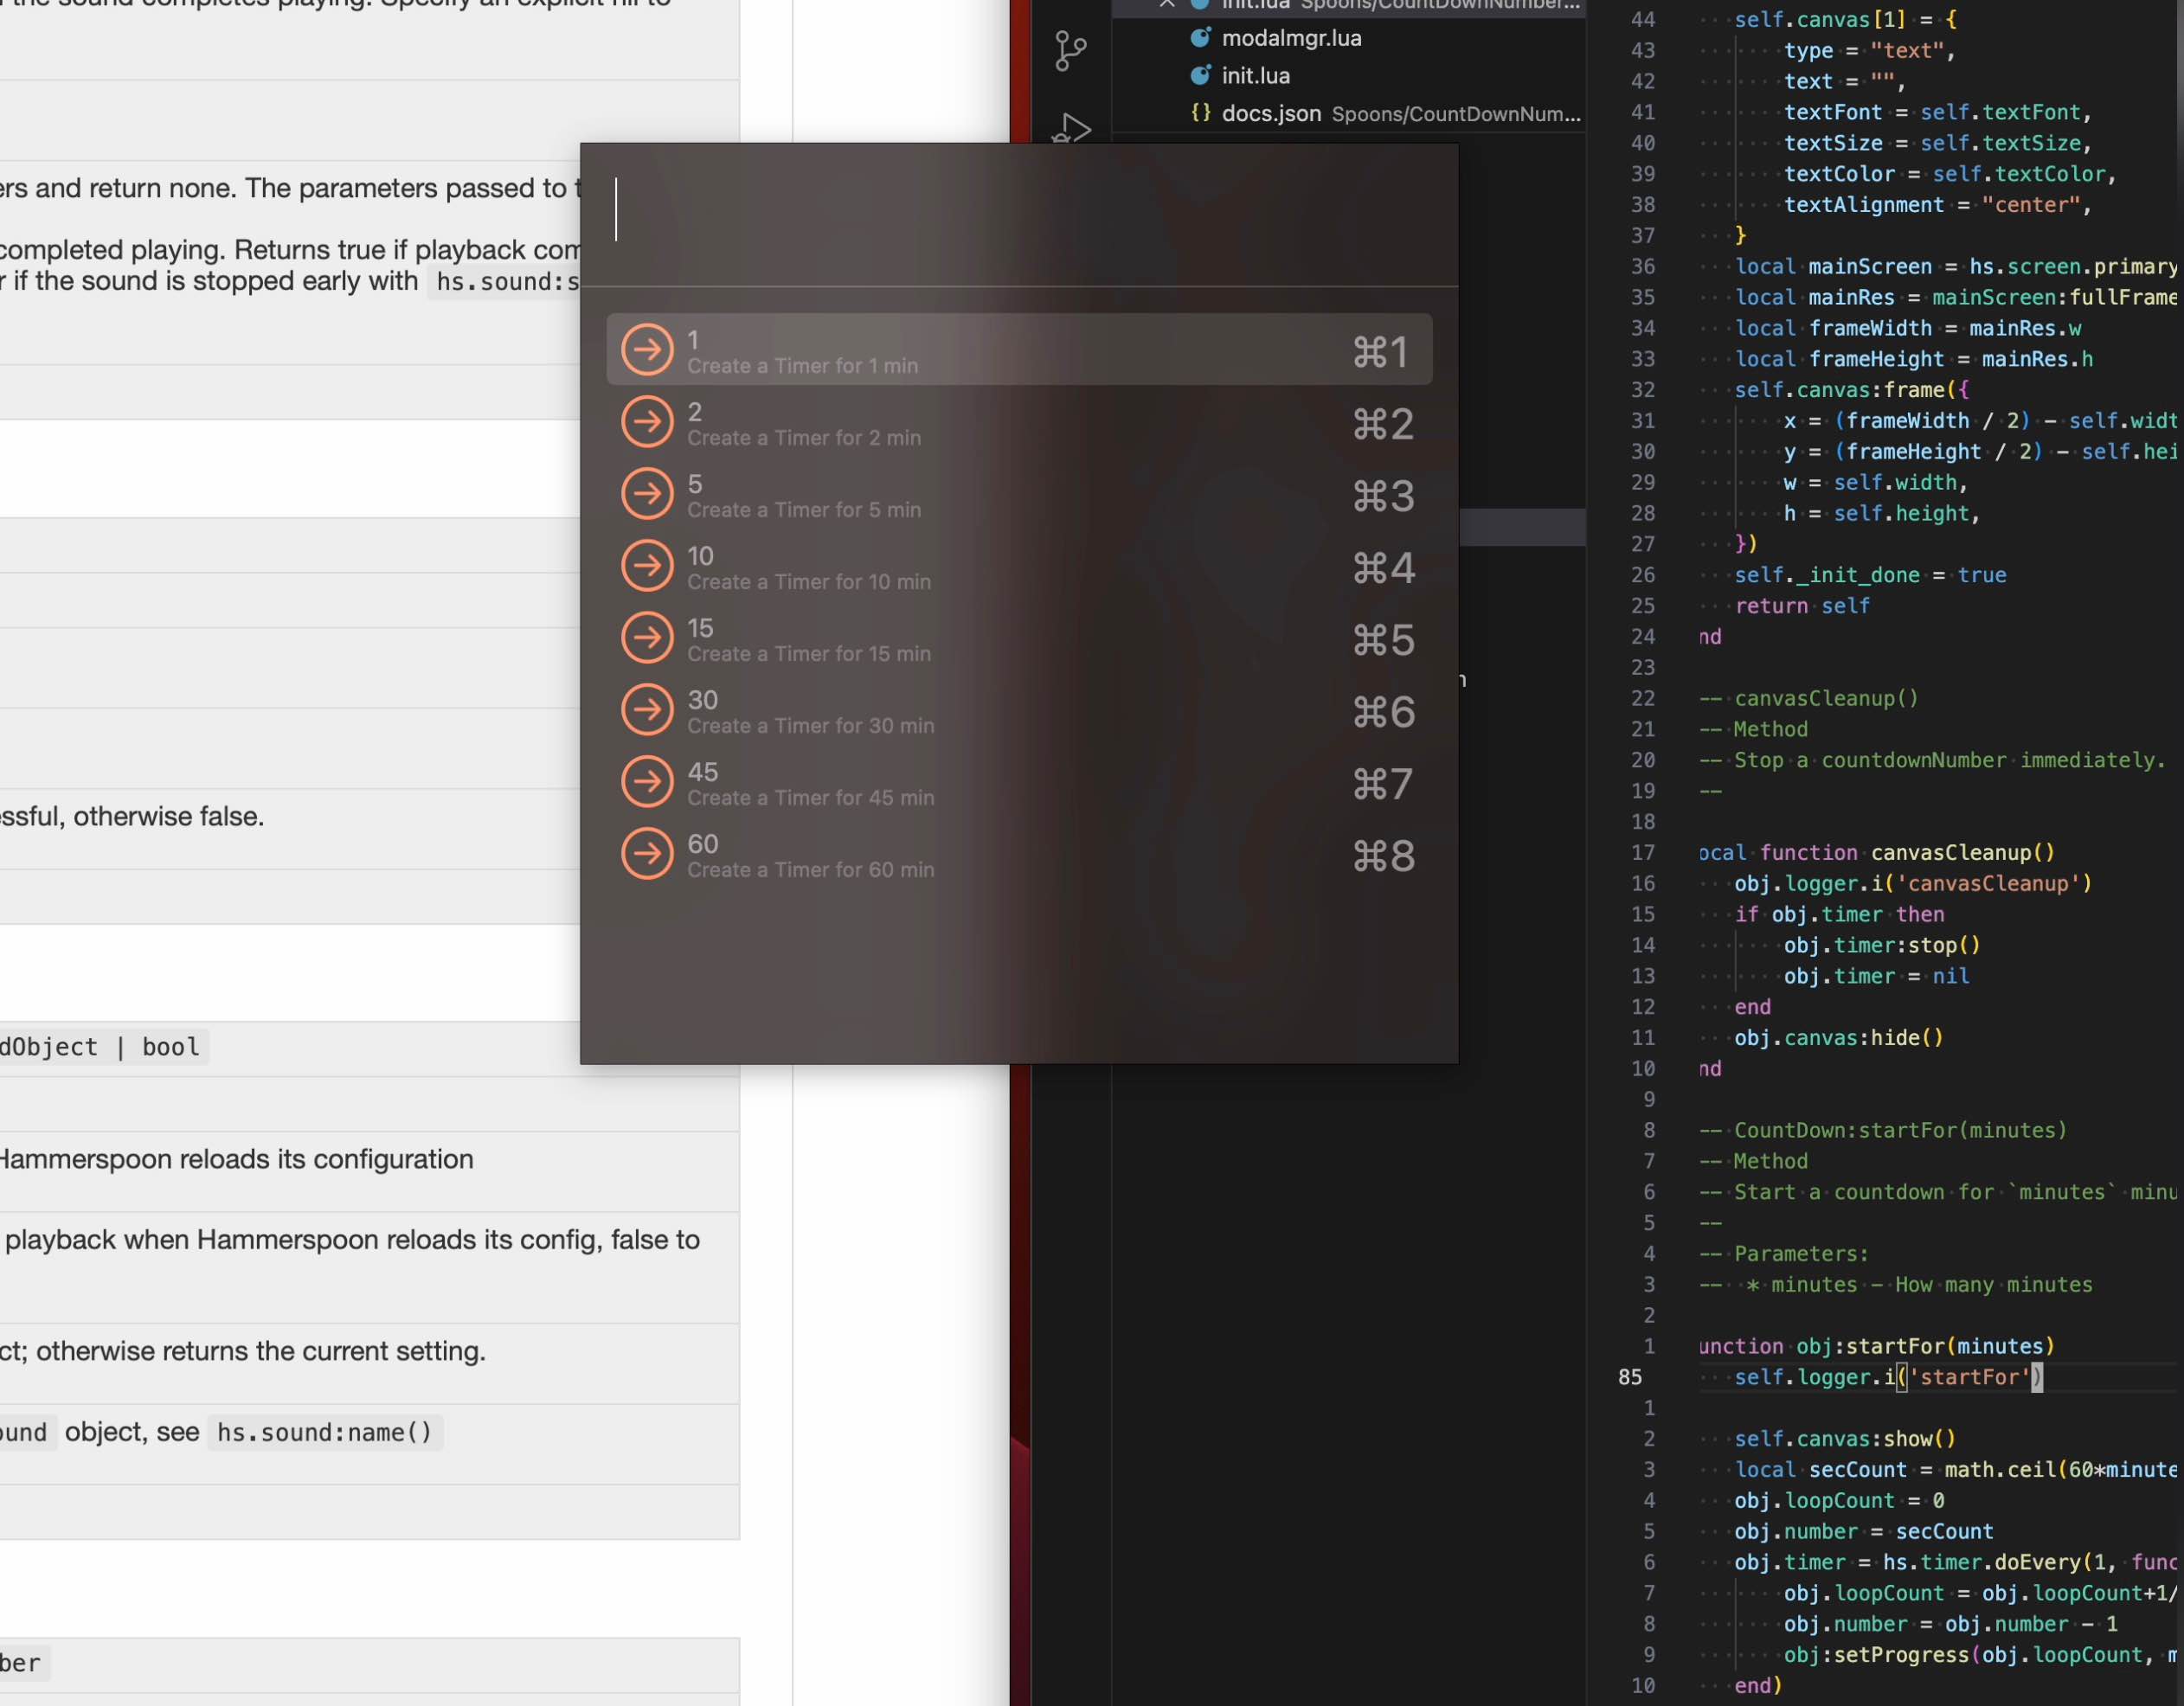 the sound completes playing. Specify an explicit nil to
ers and return none. The parameters passed to t
completed playing. Returns true if playback com
r if the sound is stopped early with hs.sound:s
ssful, otherwise false.
dObject | bool
Hammerspoon reloads its configuration
playback when Hammerspoon reloads its config, false to
ct; otherwise returns the current setting.
ound object, see hs.sound:name()
ber
1
Create a Timer for 1 min
⌘1
2
Create a Timer for 2 min
⌘2
5
Create a Timer for 5 min
⌘3
10
Create a Timer for 10 min
⌘4
15
Create a Timer for 15 min
⌘5
30
Create a Timer for 30 min
⌘6
45
Create a Timer for 45 min
⌘7
60
Create a Timer for 60 min
⌘8
init.lua Spoons/CountDownNumber...
modalmgr.lua
init.lua
{} docs.json Spoons/CountDownNum...
n
44 self.canvas[1] = {
43 type = "text",
42 text = "",
41 textFont = self.textFont,
40 textSize = self.textSize,
39 textColor = self.textColor,
38 textAlignment = "center",
37 }
36 local mainScreen = hs.screen.primary
35 local mainRes = mainScreen:fullFrame
34 local frameWidth = mainRes.w
33 local frameHeight = mainRes.h
32 self.canvas:frame({
31 x = (frameWidth / 2) - self.widt
30 y = (frameHeight / 2) - self.hei
29 w = self.width,
28 h = self.height,
27 })
26 self._init_done = true
25 return self
24 nd
23
22 -- canvasCleanup()
21 -- Method
20 -- Stop a countdownNumber immediately.
19 --
18
17 ocal function canvasCleanup()
16 obj.logger.i('canvasCleanup')
15 if obj.timer then
14 obj.timer:stop()
13 obj.timer = nil
12 end
11 obj.canvas:hide()
10 nd
9
8 -- CountDown:startFor(minutes)
7 -- Method
6 -- Start a countdown for `minutes` minu
5 --
4 -- Parameters:
3 -- * minutes - How many minutes
2
1 unction obj:startFor(minutes)
85 self.logger.i('startFor')
1
2 self.canvas:show()
3 local secCount = math.ceil(60*minute
4 obj.loopCount = 0
5 obj.number = secCount
6 obj.timer = hs.timer.doEvery(1, func
7 obj.loopCount = obj.loopCount+1/
8 obj.number = obj.number - 1
9 obj:setProgress(obj.loopCount, m
10 end)